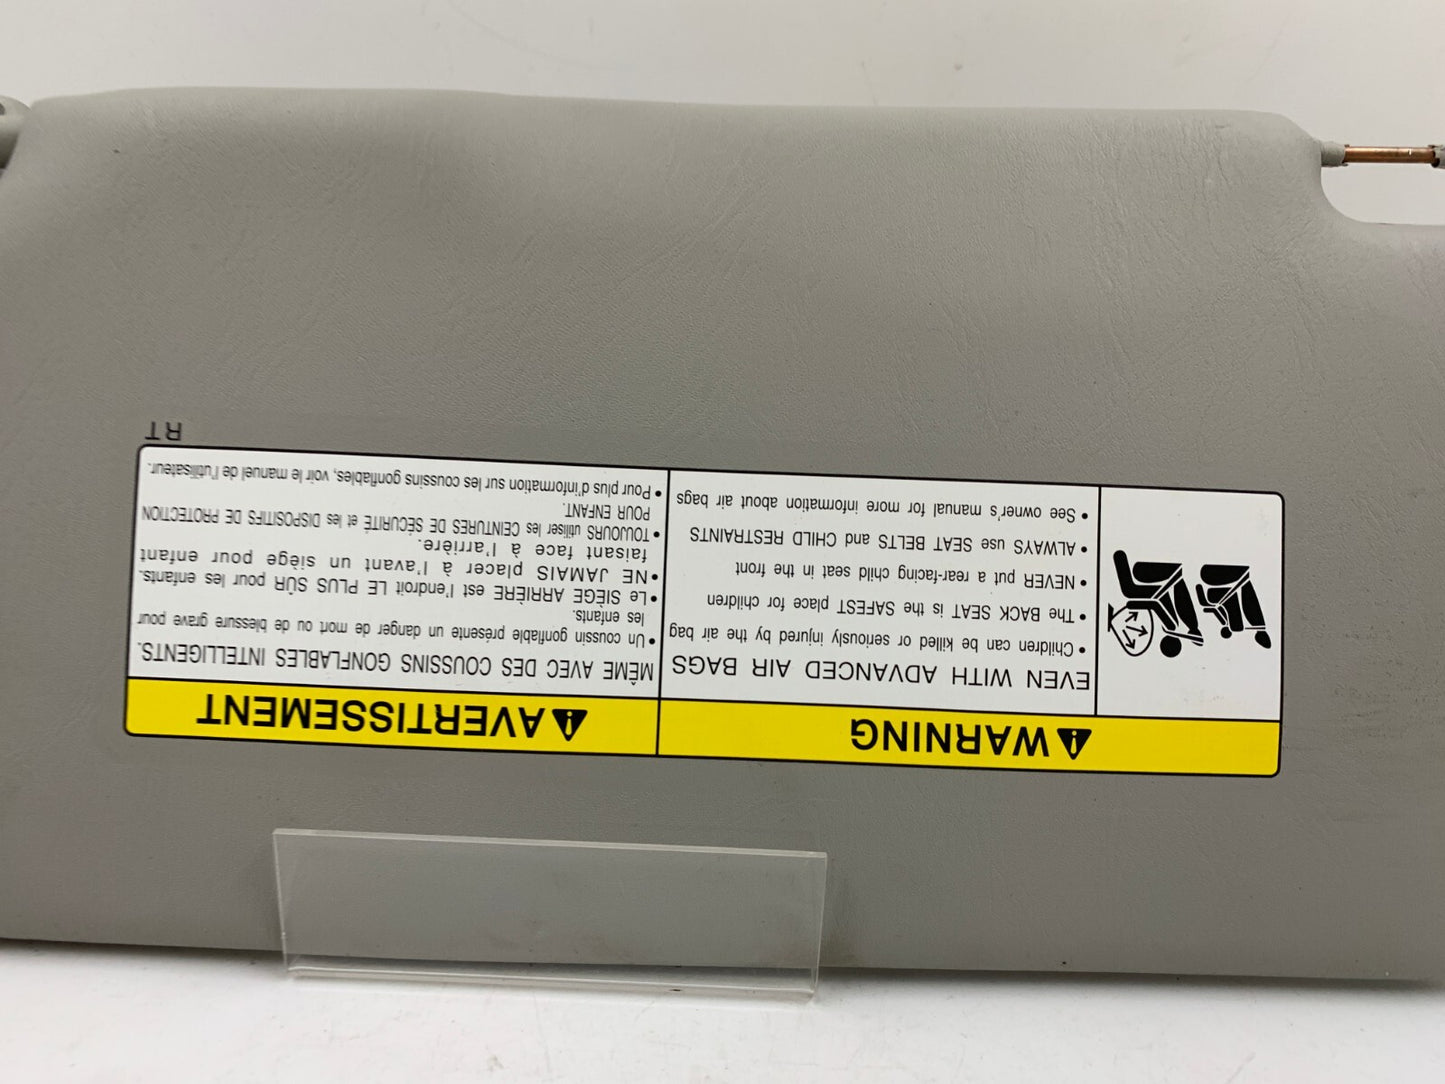 WARNING
EVEN WITH ADVANCED AIR BAGS
• Children can be killed or seriously injured by the air bag
• The BACK SEAT is the SAFEST place for children
• NEVER put a rear-facing child seat in the front
• ALWAYS use SEAT BELTS and CHILD RESTRAINTS
• See owner's manual for more information about air bags
AVERTISSEMENT
MÊME AVEC DES COUSSINS GONFLABLES INTELLIGENTS.
• Un coussin gonflable présente un danger de mort ou de blessure grave pour
les enfants.
• Le SIÈGE ARRIÈRE est l'endroit LE PLUS SÛR pour les enfants.
• NE JAMAIS placer à l'avant un siège pour enfant
faisant face à l'arrière.
• TOUJOURS utiliser les CEINTURES DE SÉCURITÉ et les DISPOSITIFS DE PROTECTION
POUR ENFANT.
• Pour plus d'information sur les coussins gonflables, voir le manuel de l'utilisateur.
RT